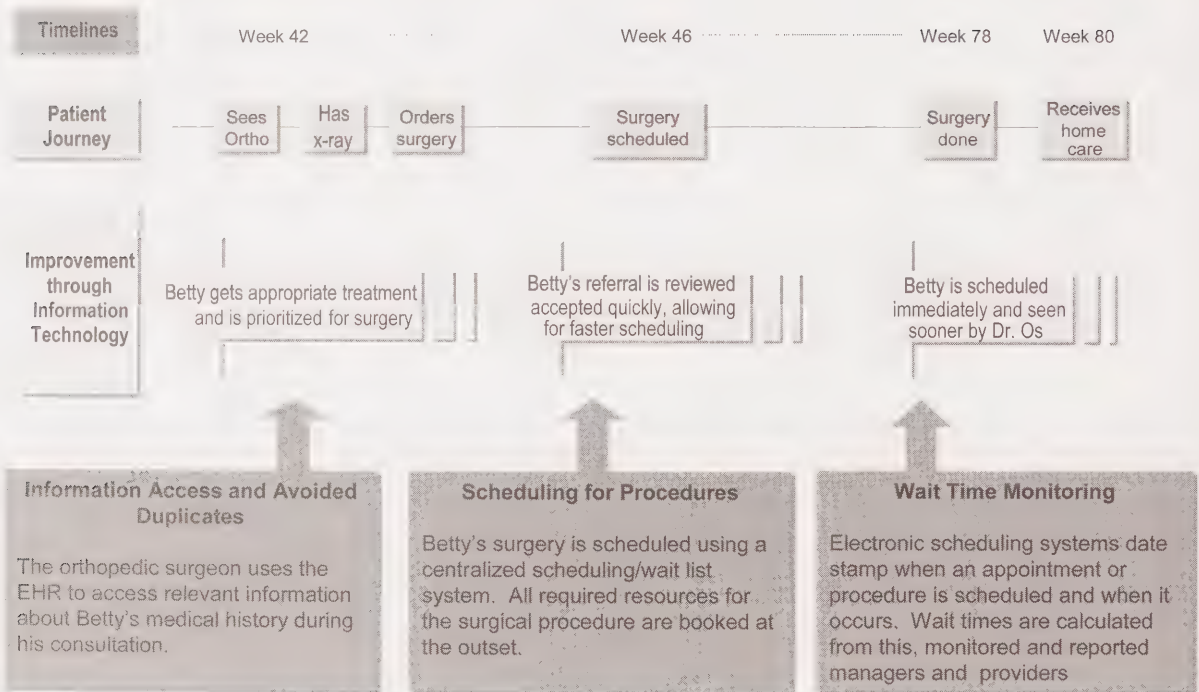 Timelines
Week 42
Week 46
Week 78
Week 80
Patient
Journey
Sees
Ortho
Has
x-ray
Orders
surgery
Surgery
scheduled
Surgery
done
Receives
home
care
Improvement
through
Information
Technology
Betty gets appropriate treatment
and is prioritized for surgery
Betty's referral is reviewed
accepted quickly, allowing
for faster scheduling
Betty is scheduled
immediately and seen
sooner by Dr. Os
Information Access and Avoided
Duplicates
The orthopedic surgeon uses the
EHR to access relevant information
about Betty's medical history during
his consultation.
Scheduling for Procedures
Betty's surgery is scheduled using a
centralized scheduling/wait list
system. All required resources for
the surgical procedure are booked at
the outset.
Wait Time Monitoring
Electronic scheduling systems date
stamp when an appointment or
procedure is scheduled and when it
occurs. Wait times are calculated
from this, monitored and reported
managers and providers